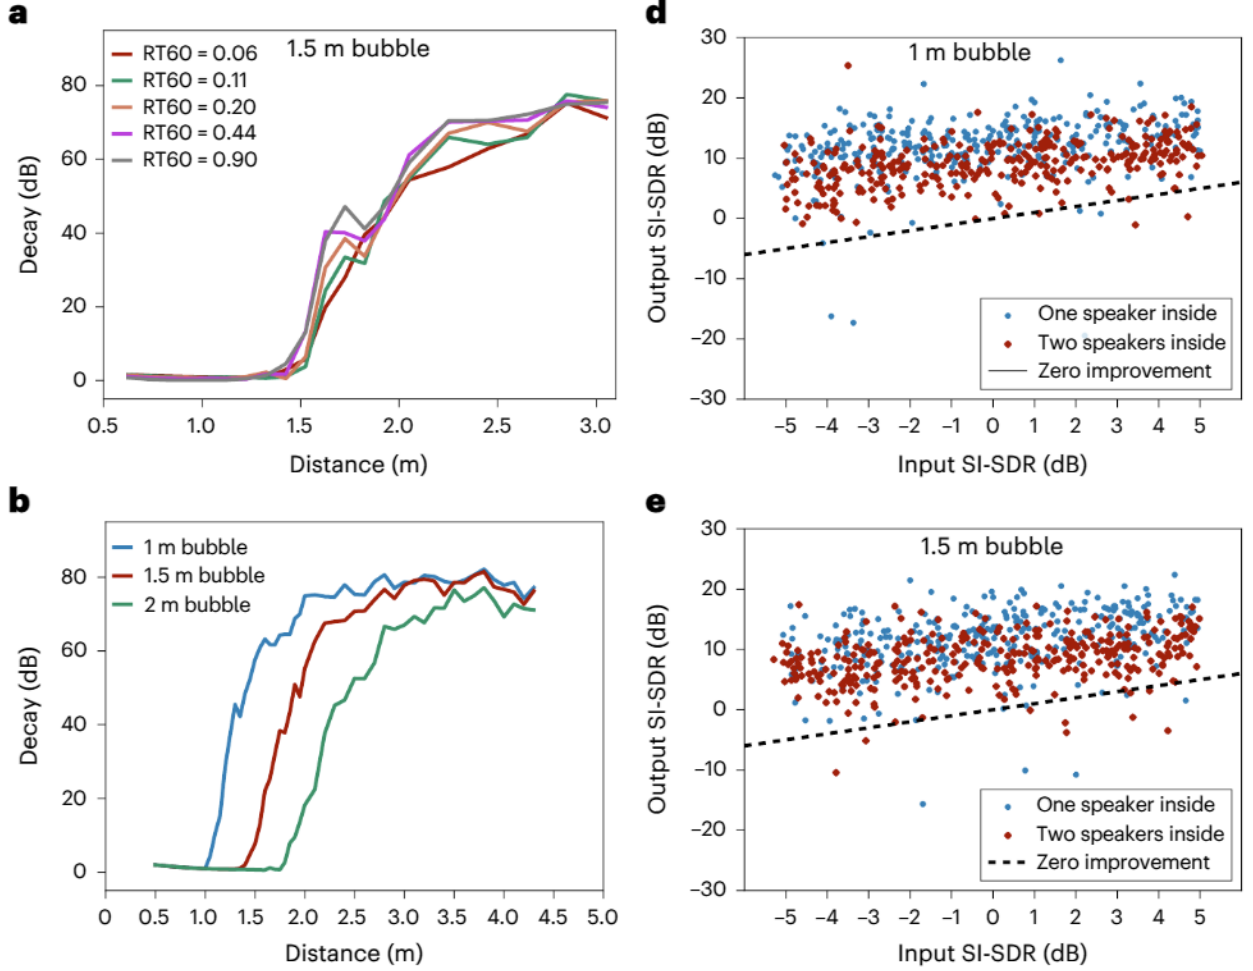 a
1.5 m bubble
RT60 = 0.06
RT60 = 0.11
RT60 = 0.20
RT60 = 0.44
RT60 = 0.90
80
60
40
20
0
Decay (dB)
0.5 1.0 1.5 2.0 2.5 3.0
Distance (m)
b
1 m bubble
1.5 m bubble
2 m bubble
80
60
40
20
0
Decay (dB)
0 0.5 1.0 1.5 2.0 2.5 3.0 3.5 4.0 4.5 5.0
Distance (m)
d
1 m bubble
30
20
10
0
−10
−20
−30
Output SI-SDR (dB)
One speaker inside
Two speakers inside
Zero improvement
−5 −4 −3 −2 −1 0 1 2 3 4 5
Input SI-SDR (dB)
e
1.5 m bubble
30
20
10
0
−10
−20
−30
Output SI-SDR (dB)
One speaker inside
Two speakers inside
Zero improvement
−5 −4 −3 −2 −1 0 1 2 3 4 5
Input SI-SDR (dB)